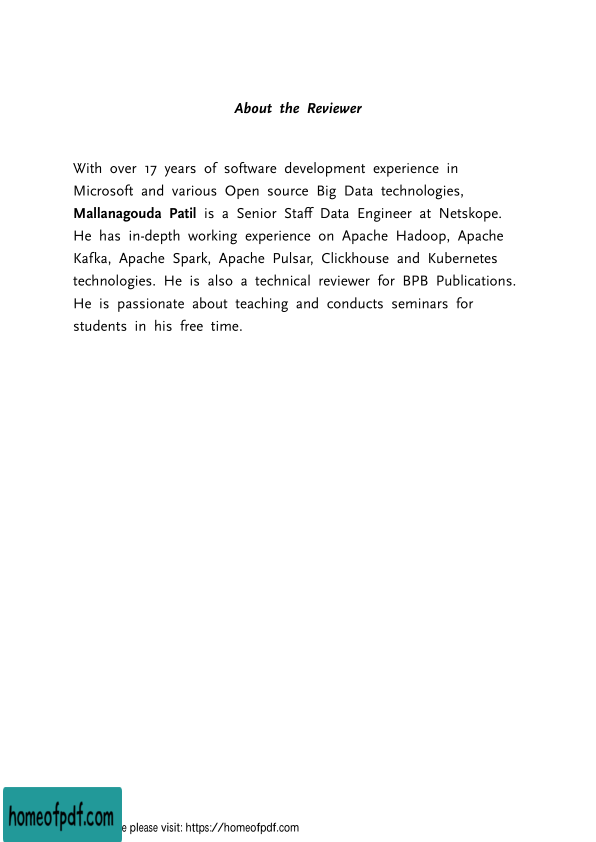 About the Reviewer
With over 17 years of software development experience in
Microsoft and various Open source Big Data technologies,
Mallanagouda Patil is a Senior Staff Data Engineer at Netskope.
He has in-depth working experience on Apache Hadoop, Apache
Kafka, Apache Spark, Apache Pulsar, Clickhouse and Kubernetes
technologies. He is also a technical reviewer for BPB Publications.
He is passionate about teaching and conducts seminars for
students in his free time.
homeofpdf.com
e please visit: https://homeofpdf.com